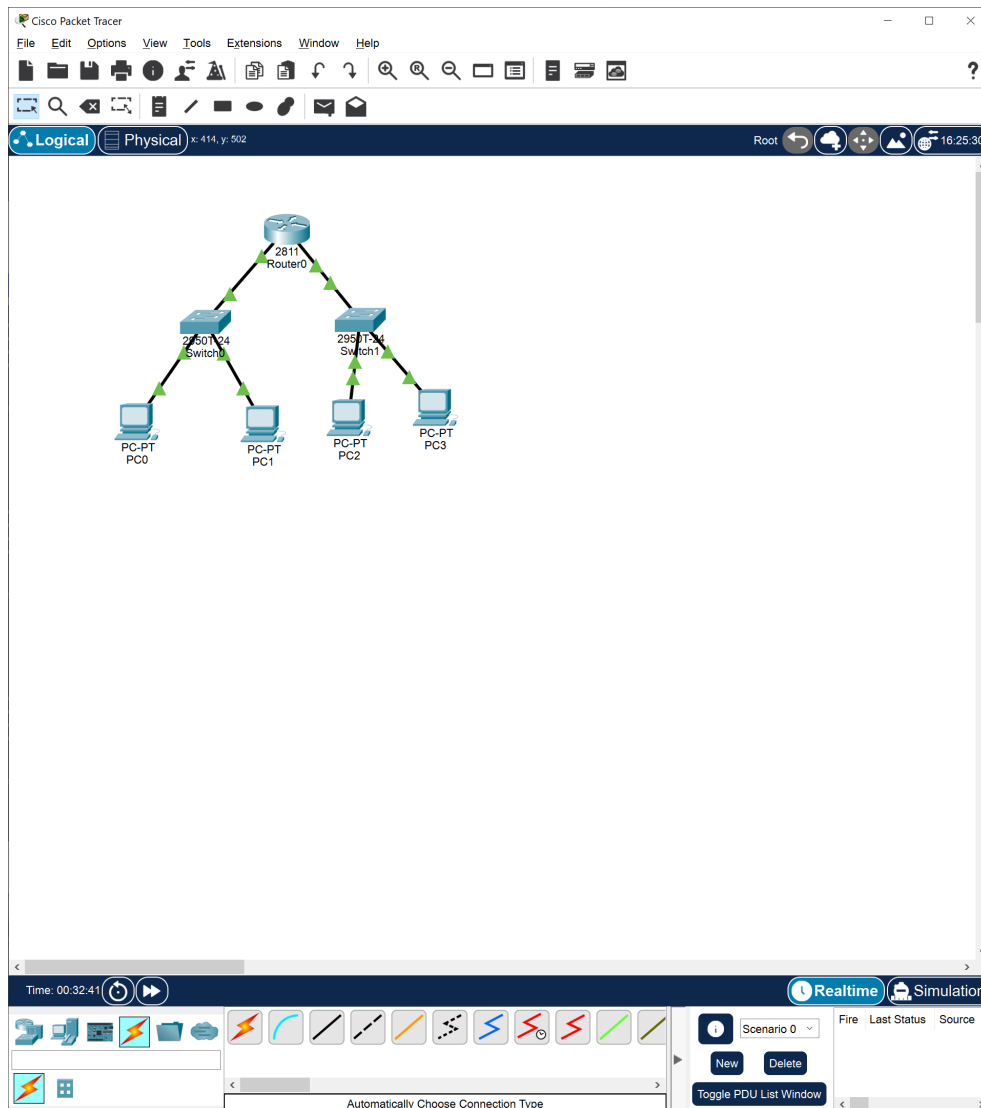 Cisco Packet Tracer
File Edit Options View Tools Extensions Window Help
?
Logical Physical x: 414, y: 502 Root 16:25:30
2811
Router0
2950T-24
Switch0
2950T-24
Switch1
PC-PT
PC0
PC-PT
PC1
PC-PT
PC2
PC-PT
PC3
Time: 00:32:41 Realtime Simulation
Scenario 0 Fire Last Status Source
New Delete
Toggle PDU List Window
Automatically Choose Connection Type